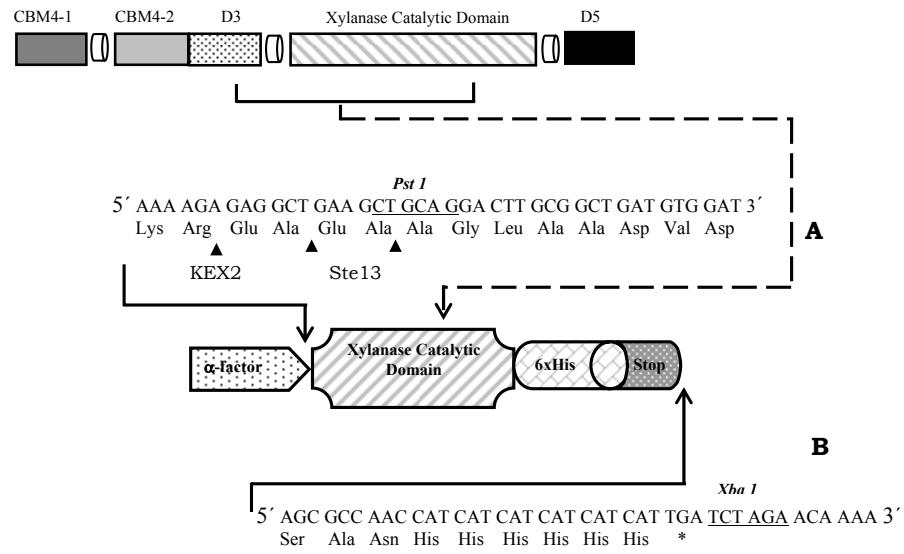 CBM4-1 CBM4-2 D3 Xylanase Catalytic Domain D5
Pst 1
5´ AAA AGA GAG GCT GAA GCTGCAGGA CTT GCG GCT GAT GTG GAT 3´
Lys Arg Glu Ala Glu Ala Ala Gly Leu Ala Ala Asp Val Asp
A
KEX2 Ste13
α-factor
Xylanase Catalytic
Domain
6xHis Stop
B
Xba 1
5´ AGC GCC AAC CAT CAT CAT CAT CAT CAT TGA TCT AGA ACA AAA 3´
Ser Ala Asn His His His His His His *